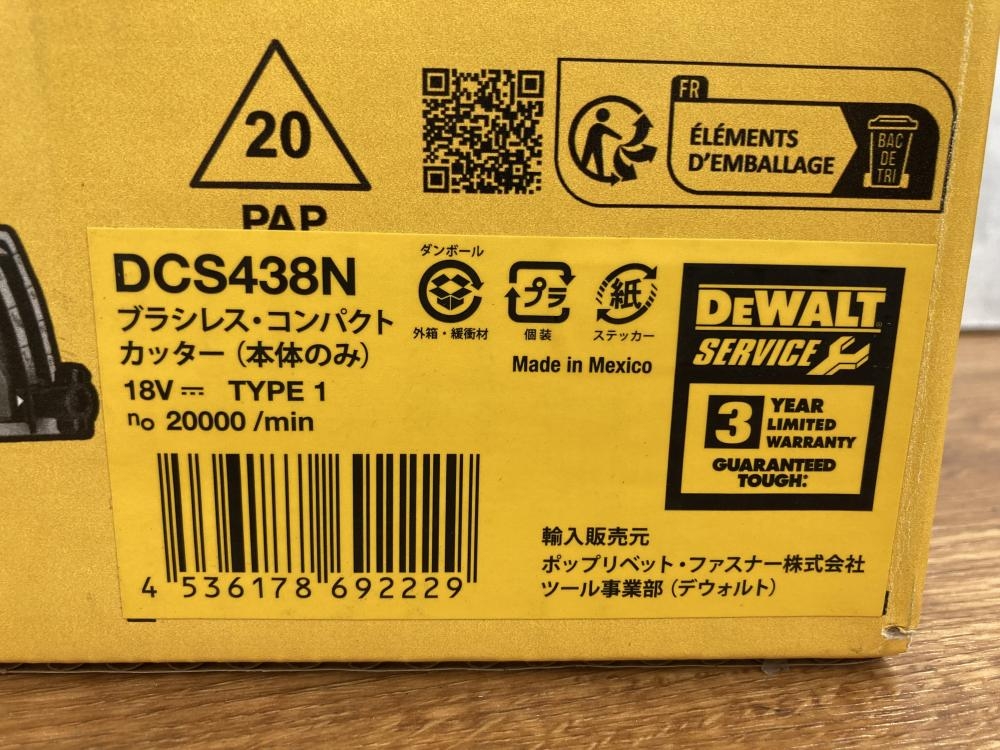 20
PAP
FR
ÉLÉMENTS
D'EMBALLAGE
BAC
DE
TRI
DCS438N
ブラシレス・コンパクト
カッター（本体のみ）
18V TYPE 1
no 20000 /min
4 536178 692229
ダンボール
外箱・緩衝材
プラ
個装
紙
ステッカー
Made in Mexico
DEWALT
SERVICE
3 YEAR
LIMITED
WARRANTY
GUARANTEED
TOUGH:
輸入販売元
ポップリベット・ファスナー株式会社
ツール事業部（デウォルト）